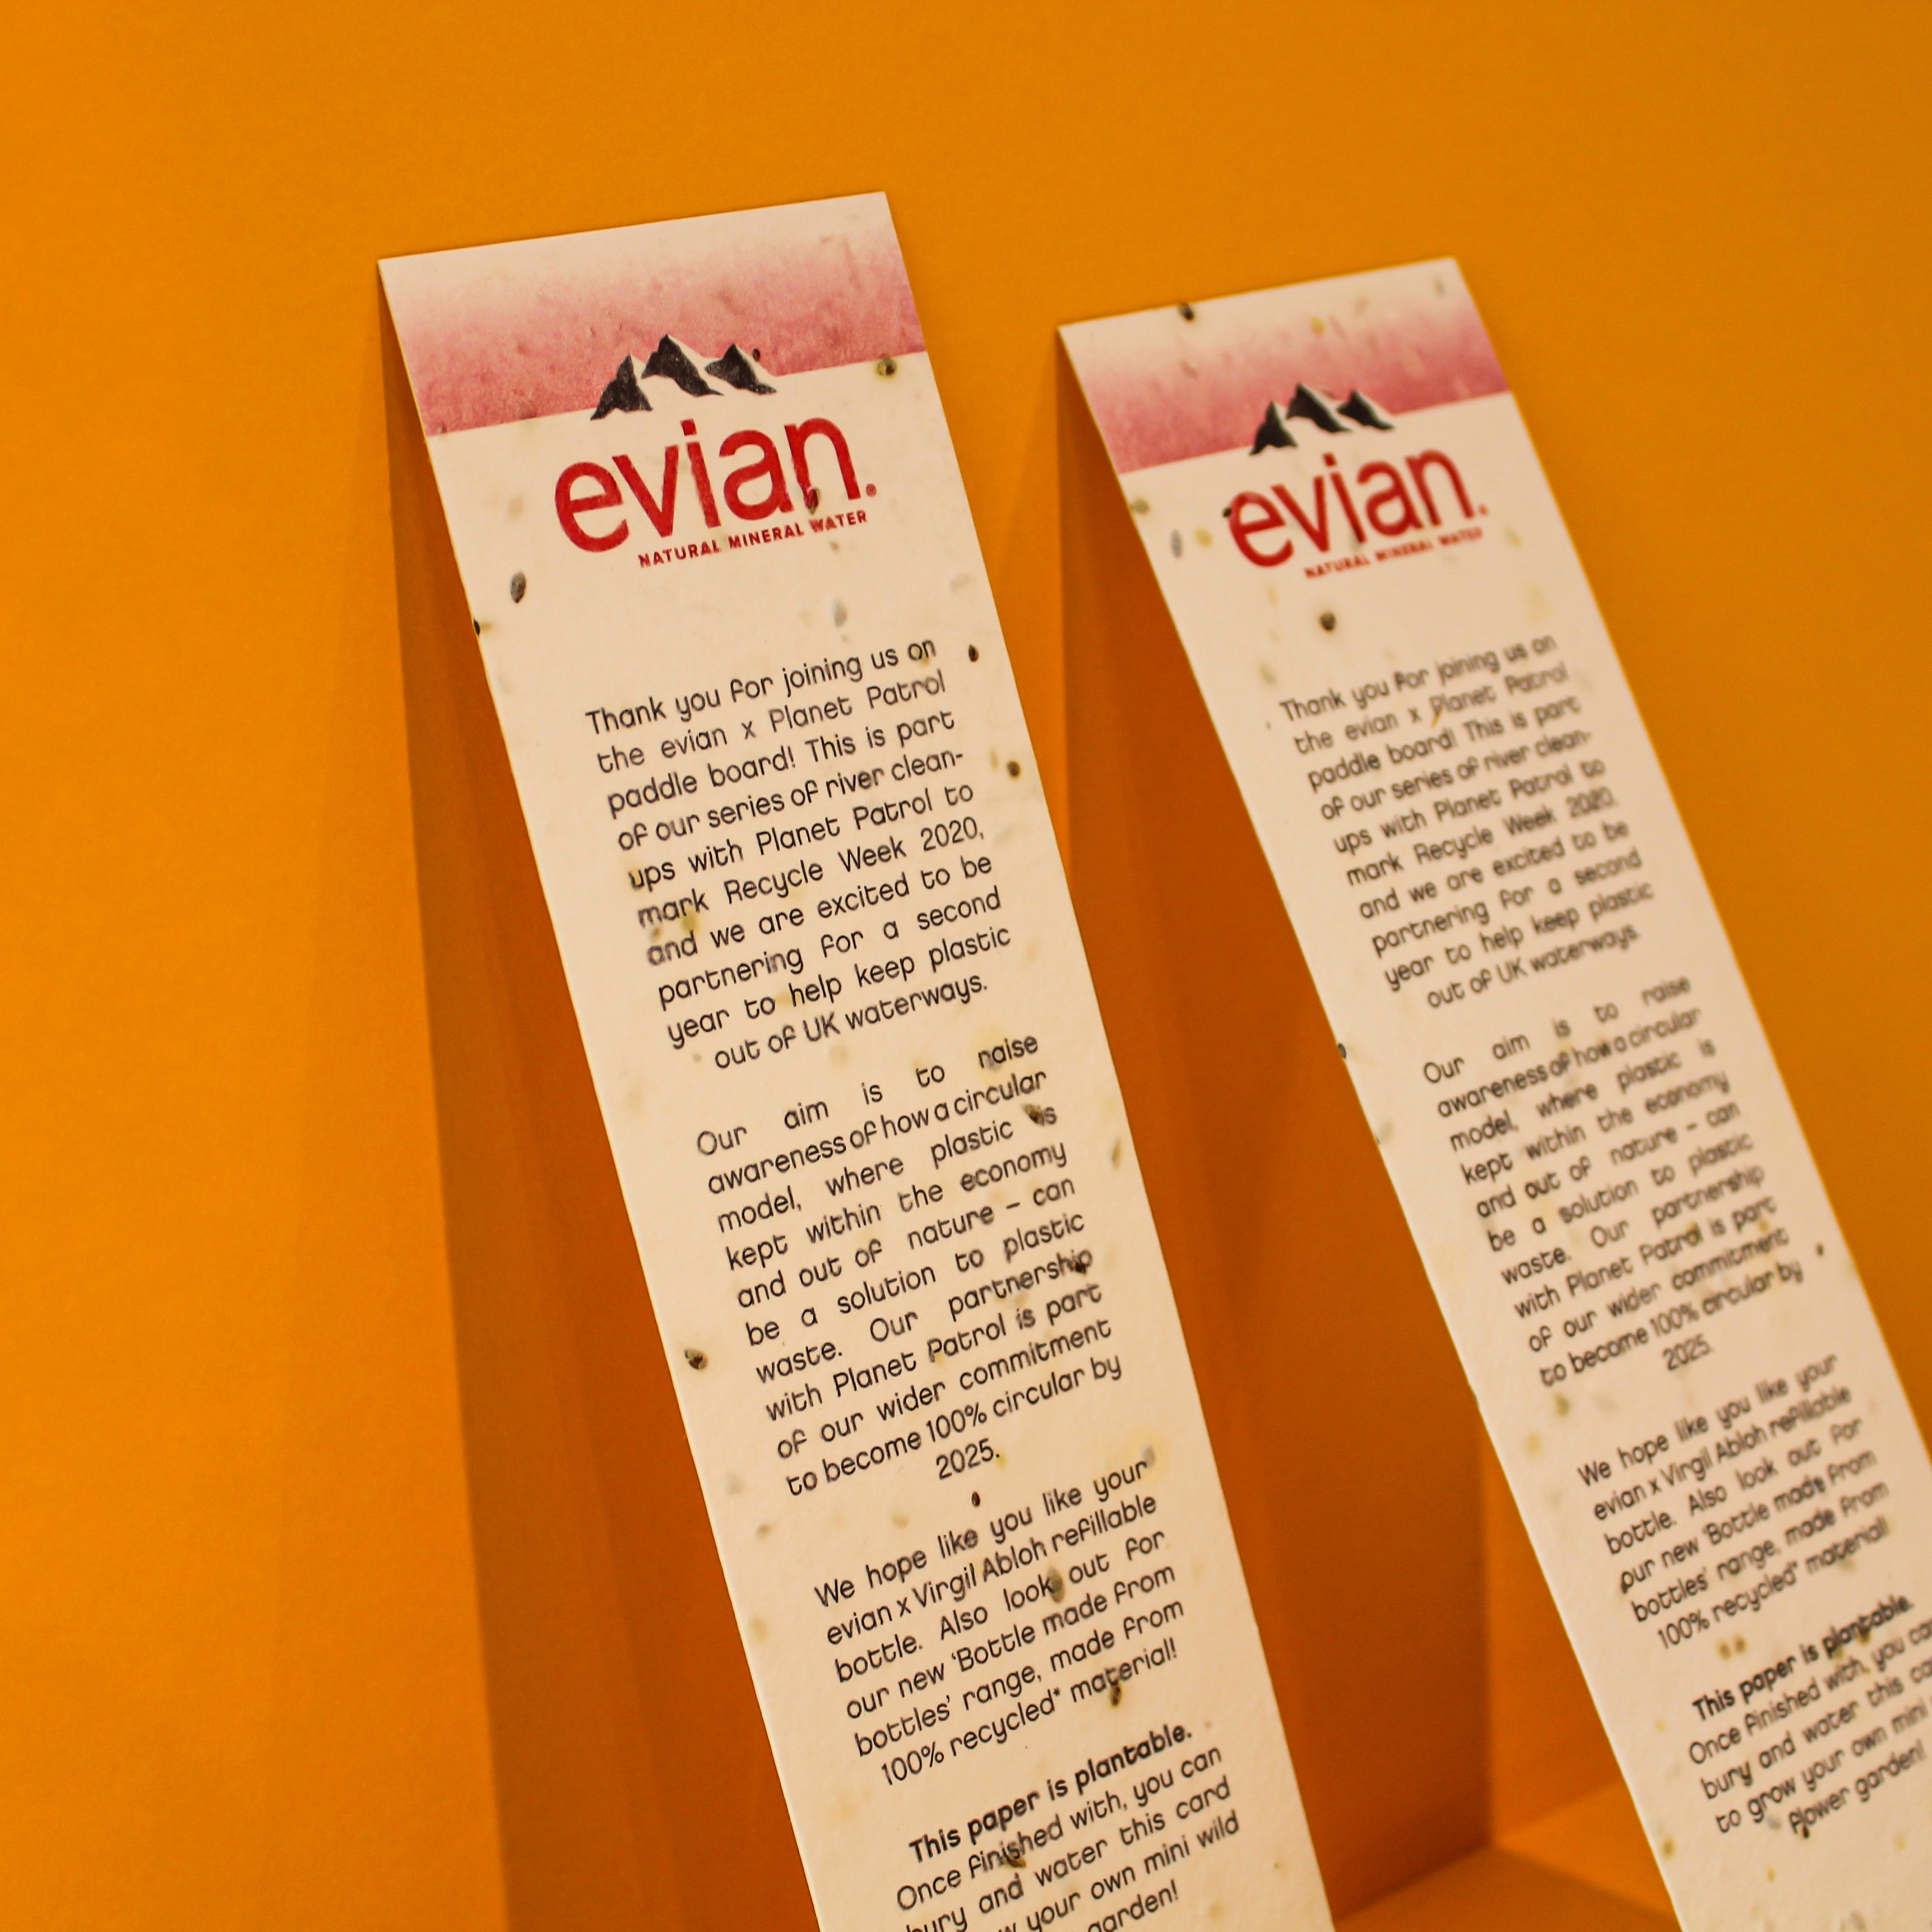 evian.
NATURAL MINERAL WATER
Thank you for joining us on
the evian x Planet Patrol
paddle board! This is part
of our series of river clean-
ups with Planet Patrol to
mark Recycle Week 2020,
and we are excited to be
partnering for a second
year to help keep plastic
out of UK waterways.
Our aim is to raise
awareness of how a circular
model, where plastic is
kept within the economy
and out of nature – can
be a solution to plastic
waste. Our partnership
with Planet Patrol is part
of our wider commitment
to become 100% circular by
2025.
We hope like you like your
evian x Virgil Abloh refillable
bottle. Also look out for
our new ‘Bottle made from
bottles’ range, made from
100% recycled* material!
This paper is plantable.
Once finished with, you can
bury and water this card
your own mini wild
garden!
evian.
NATURAL MINERAL WATER
Thank you for joining us on
the evian x Planet Patrol
paddle board! This is part
of our series of river clean-
ups with Planet Patrol to
mark Recycle Week 2020,
and we are excited to be
partnering for a second
year to help keep plastic
out of UK waterways.
Our aim is to raise
awareness of how a circular
model, where plastic is
kept within the economy
and out of nature – can
be a solution to plastic
waste. Our partnership
with Planet Patrol is part
of our wider commitment
to become 100% circular by
2025.
We hope like you like your
evian x Virgil Abloh refillable
bottle. Also look out for
our new ‘Bottle made from
bottles’ range, made from
100% recycled* material!
This paper is plantable.
Once finished with, you can
bury and water this
to grow your own mini
flower garden!